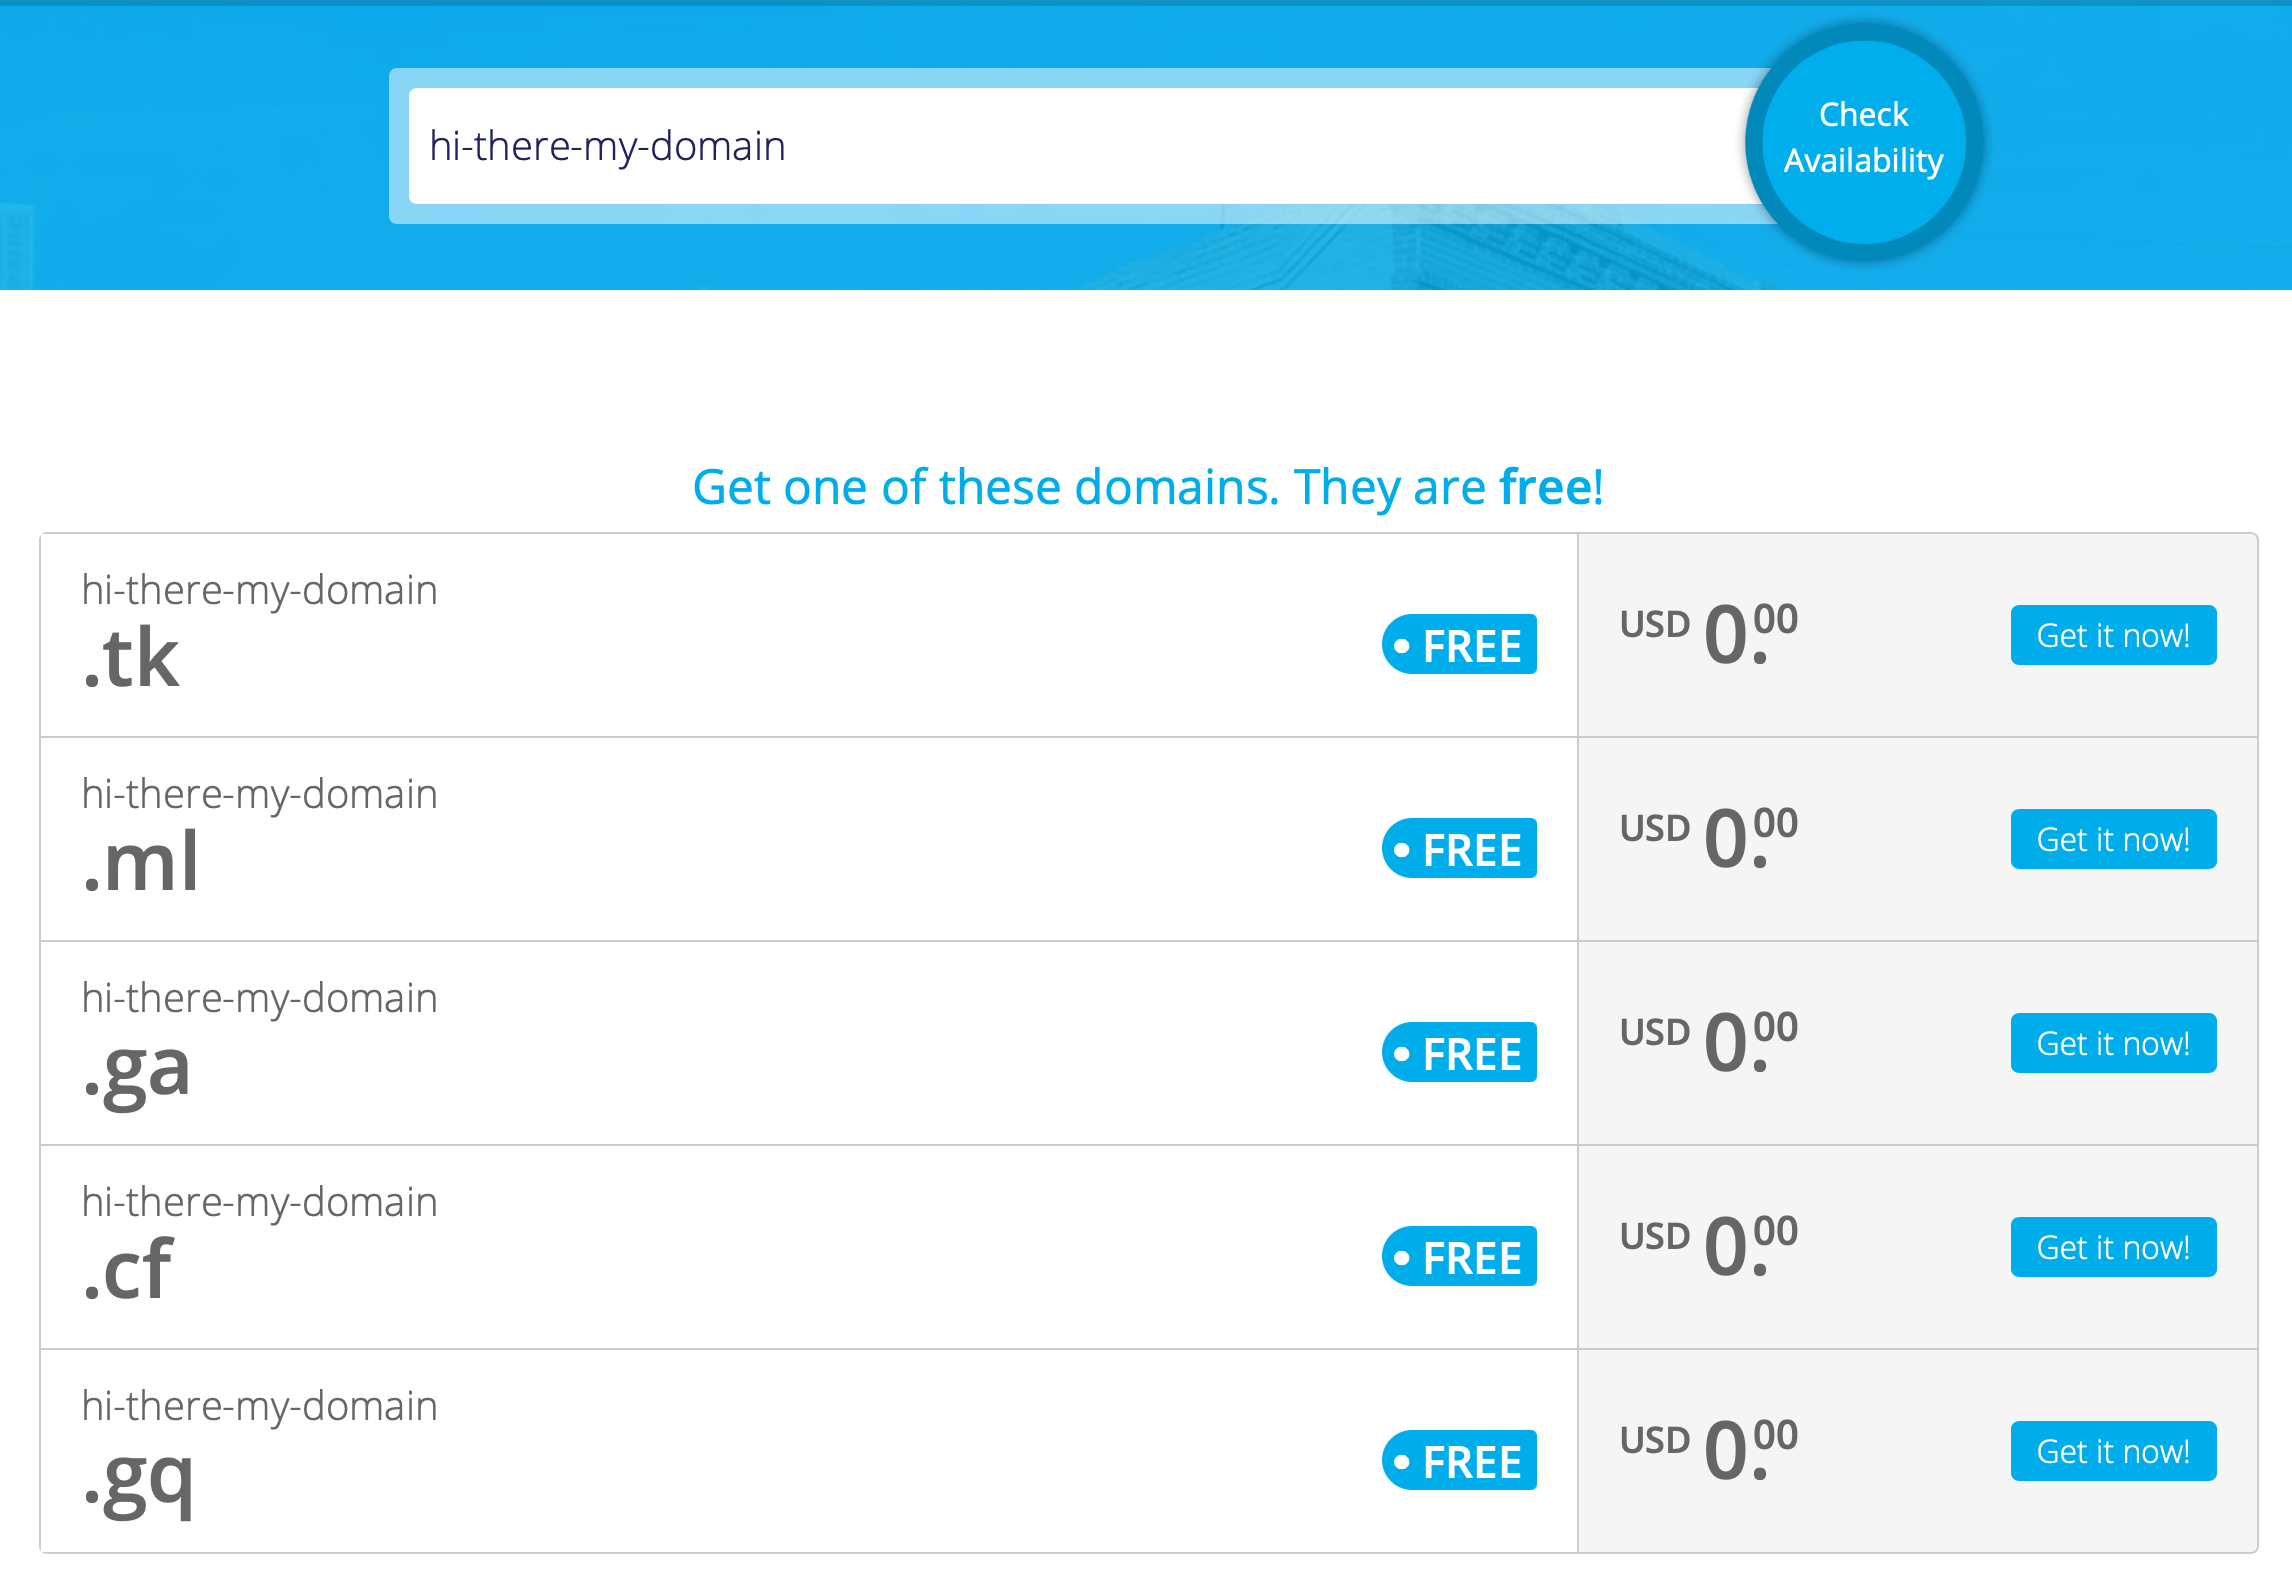 hi-there-my-domain
Check
Availability
Get one of these domains. They are free!
hi-there-my-domain
.tk
FREE
USD 0.00
Get it now!
hi-there-my-domain
.ml
FREE
USD 0.00
Get it now!
hi-there-my-domain
.ga
FREE
USD 0.00
Get it now!
hi-there-my-domain
.cf
FREE
USD 0.00
Get it now!
hi-there-my-domain
.gq
FREE
USD 0.00
Get it now!